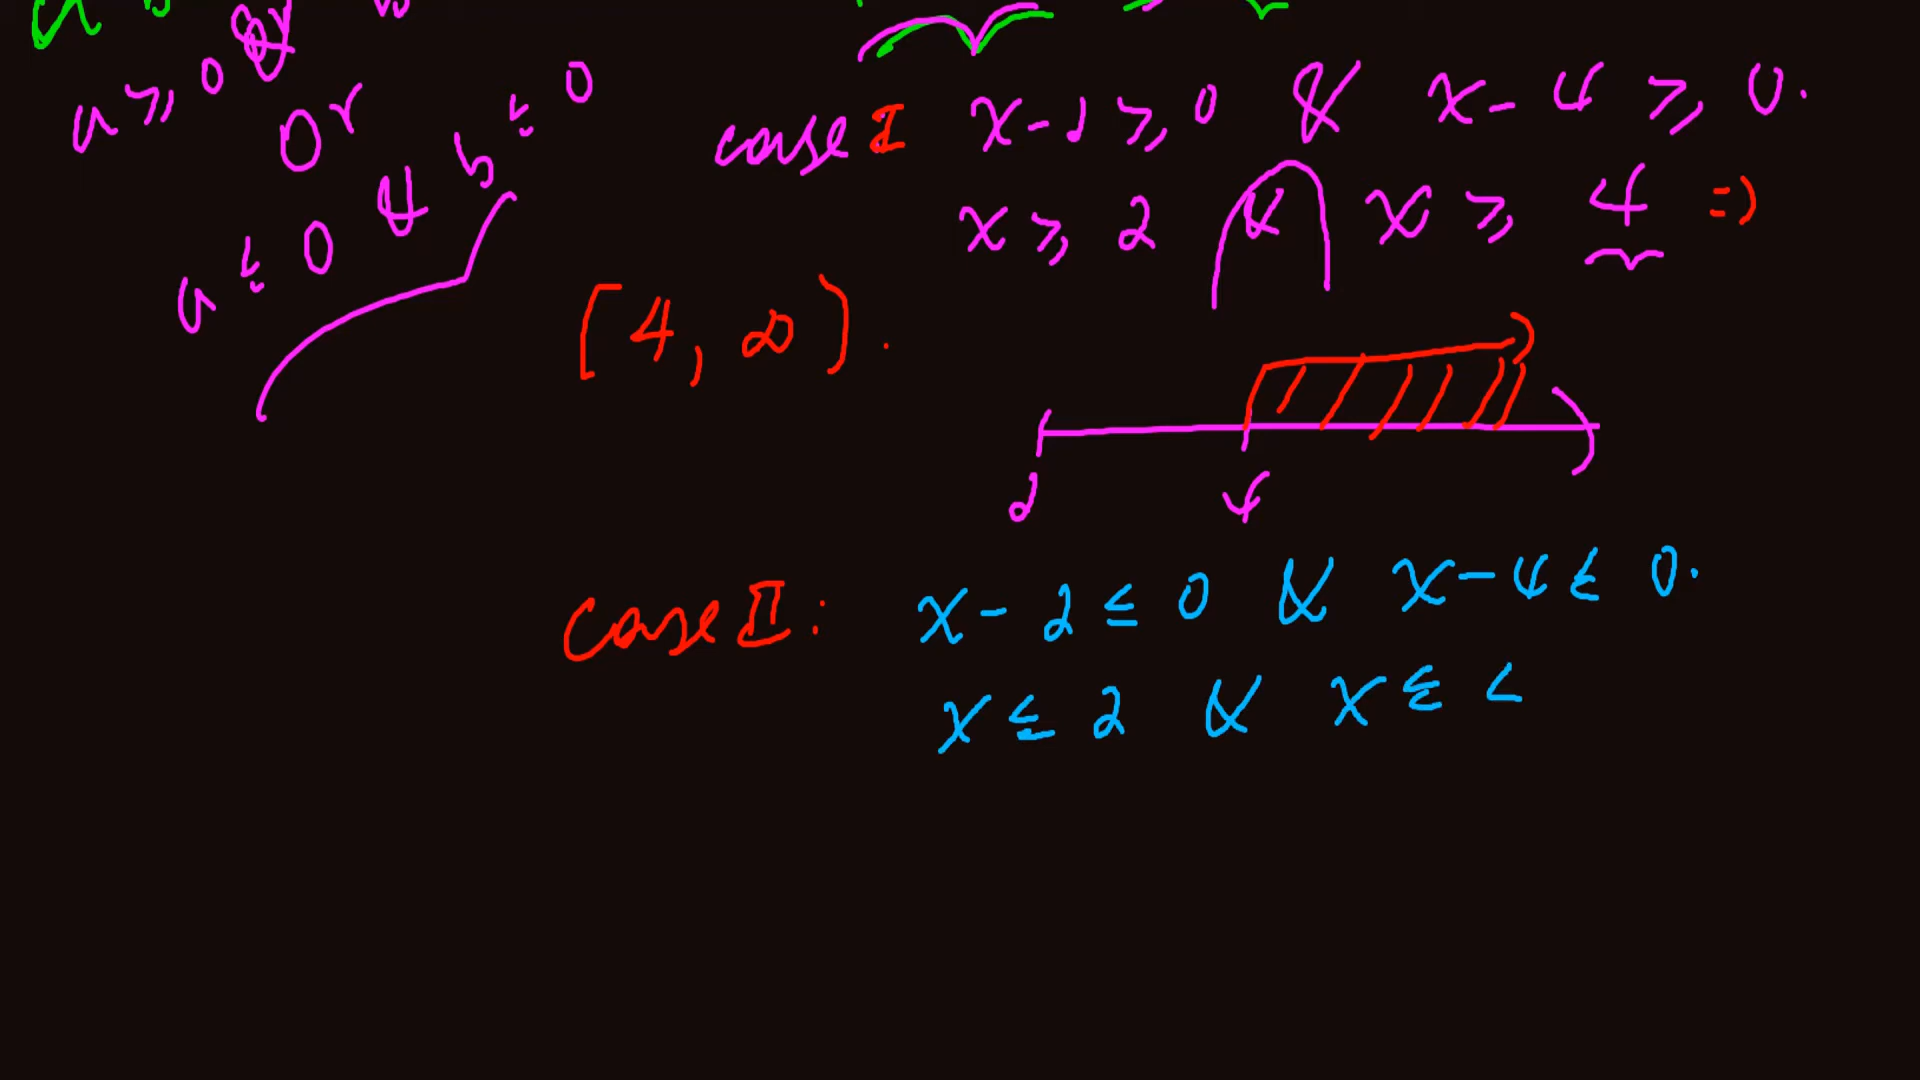 a ≥ 0 &
Or
a ≤ 0 & b ≤ 0
case I x - 2 ≥ 0 & x - 4 ≥ 0.
x ≥ 2 & x ≥ 4 =)
[4, ∞).
2 4
Case II: x - 2 ≤ 0 & x - 4 ≤ 0.
x ≤ 2 & x ≤